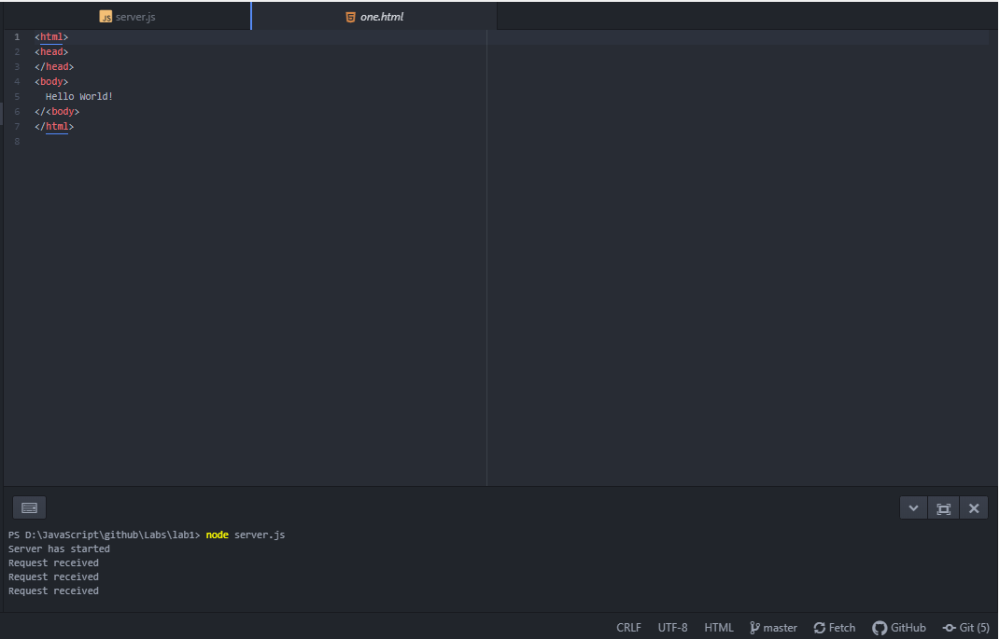 server.js
one.html
1 <html>
2 <head>
3 </head>
4 <body>
5 Hello World!
6 </<body>
7 </html>
8
PS D:\JavaScript\github\Labs\lab1> node server.js
Server has started
Request received
Request received
Request received
CRLF UTF-8 HTML master Fetch GitHub Git (5)